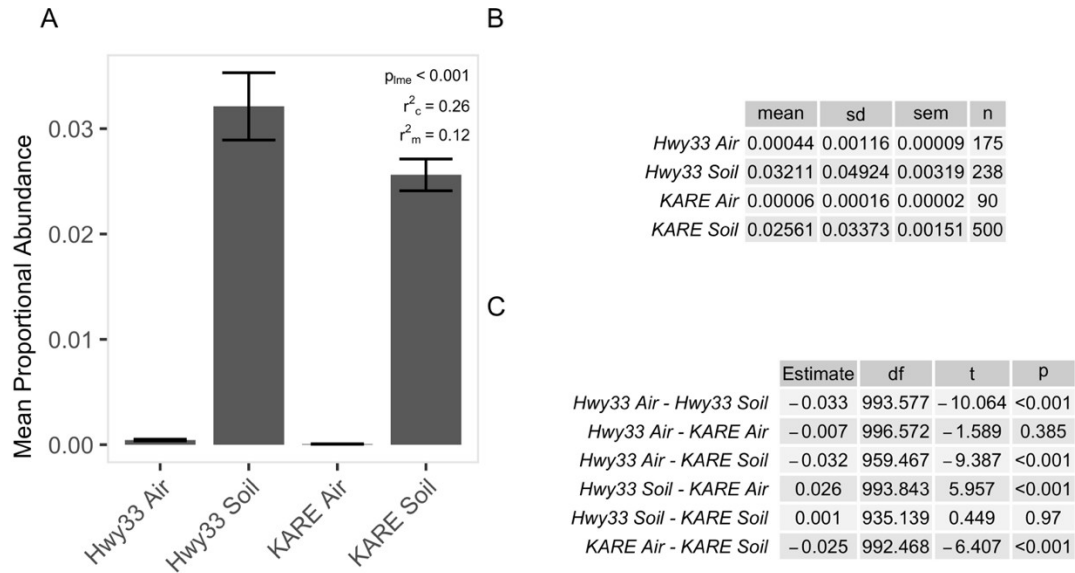 A
Mean Proportional Abundance
0.03
0.02
0.01
0.00
p_lme < 0.001
r²_c = 0.26
r²_m = 0.12
Hwy33 Air
Hwy33 Soil
KARE Air
KARE Soil
B
mean sd sem n
Hwy33 Air 0.00044 0.00116 0.00009 175
Hwy33 Soil 0.03211 0.04924 0.00319 238
KARE Air 0.00006 0.00016 0.00002 90
KARE Soil 0.02561 0.03373 0.00151 500
C
Estimate df t p
Hwy33 Air - Hwy33 Soil −0.033 993.577 −10.064 <0.001
Hwy33 Air - KARE Air −0.007 996.572 −1.589 0.385
Hwy33 Air - KARE Soil −0.032 959.467 −9.387 <0.001
Hwy33 Soil - KARE Air 0.026 993.843 5.957 <0.001
Hwy33 Soil - KARE Soil 0.001 935.139 0.449 0.97
KARE Air - KARE Soil −0.025 992.468 −6.407 <0.001